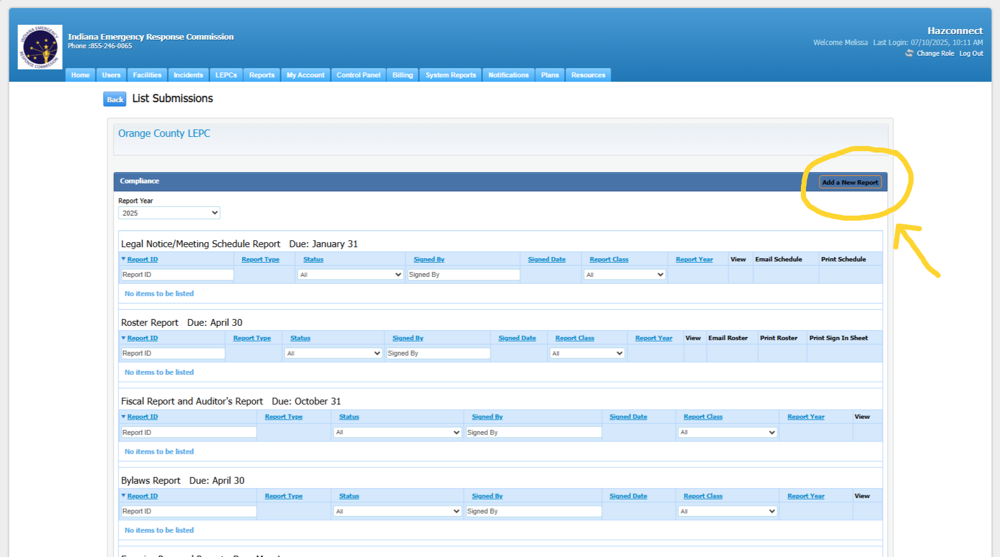 INDIANA EMERGENCY
RESPONSE COMMISSION
Indiana Emergency Response Commission
Phone :855-246-0065
Hazconnect
Welcome Melissa Last Login: 07/10/2025, 10:11 AM
Change Role Log Out
Home Users Facilities Incidents LEPCs Reports My Account Control Panel Billing System Reports Notifications Plans Resources
Back List Submissions
Orange County LEPC
Compliance Add a New Report
Report Year
2025
Legal Notice/Meeting Schedule Report Due: January 31
Report ID Report Type Status Signed By Signed Date Report Class Report Year View Email Schedule Print Schedule
Report ID All Signed By All
No items to be listed
Roster Report Due: April 30
Report ID Report Type Status Signed By Signed Date Report Class Report Year View Email Roster Print Roster Print Sign In Sheet
Report ID All Signed By All
No items to be listed
Fiscal Report and Auditor's Report Due: October 31
Report ID Report Type Status Signed By Signed Date Report Class Report Year View
Report ID All Signed By All
No items to be listed
Bylaws Report Due: April 30
Report ID Report Type Status Signed By Signed Date Report Class Report Year View
Report ID All Signed By All
No items to be listed